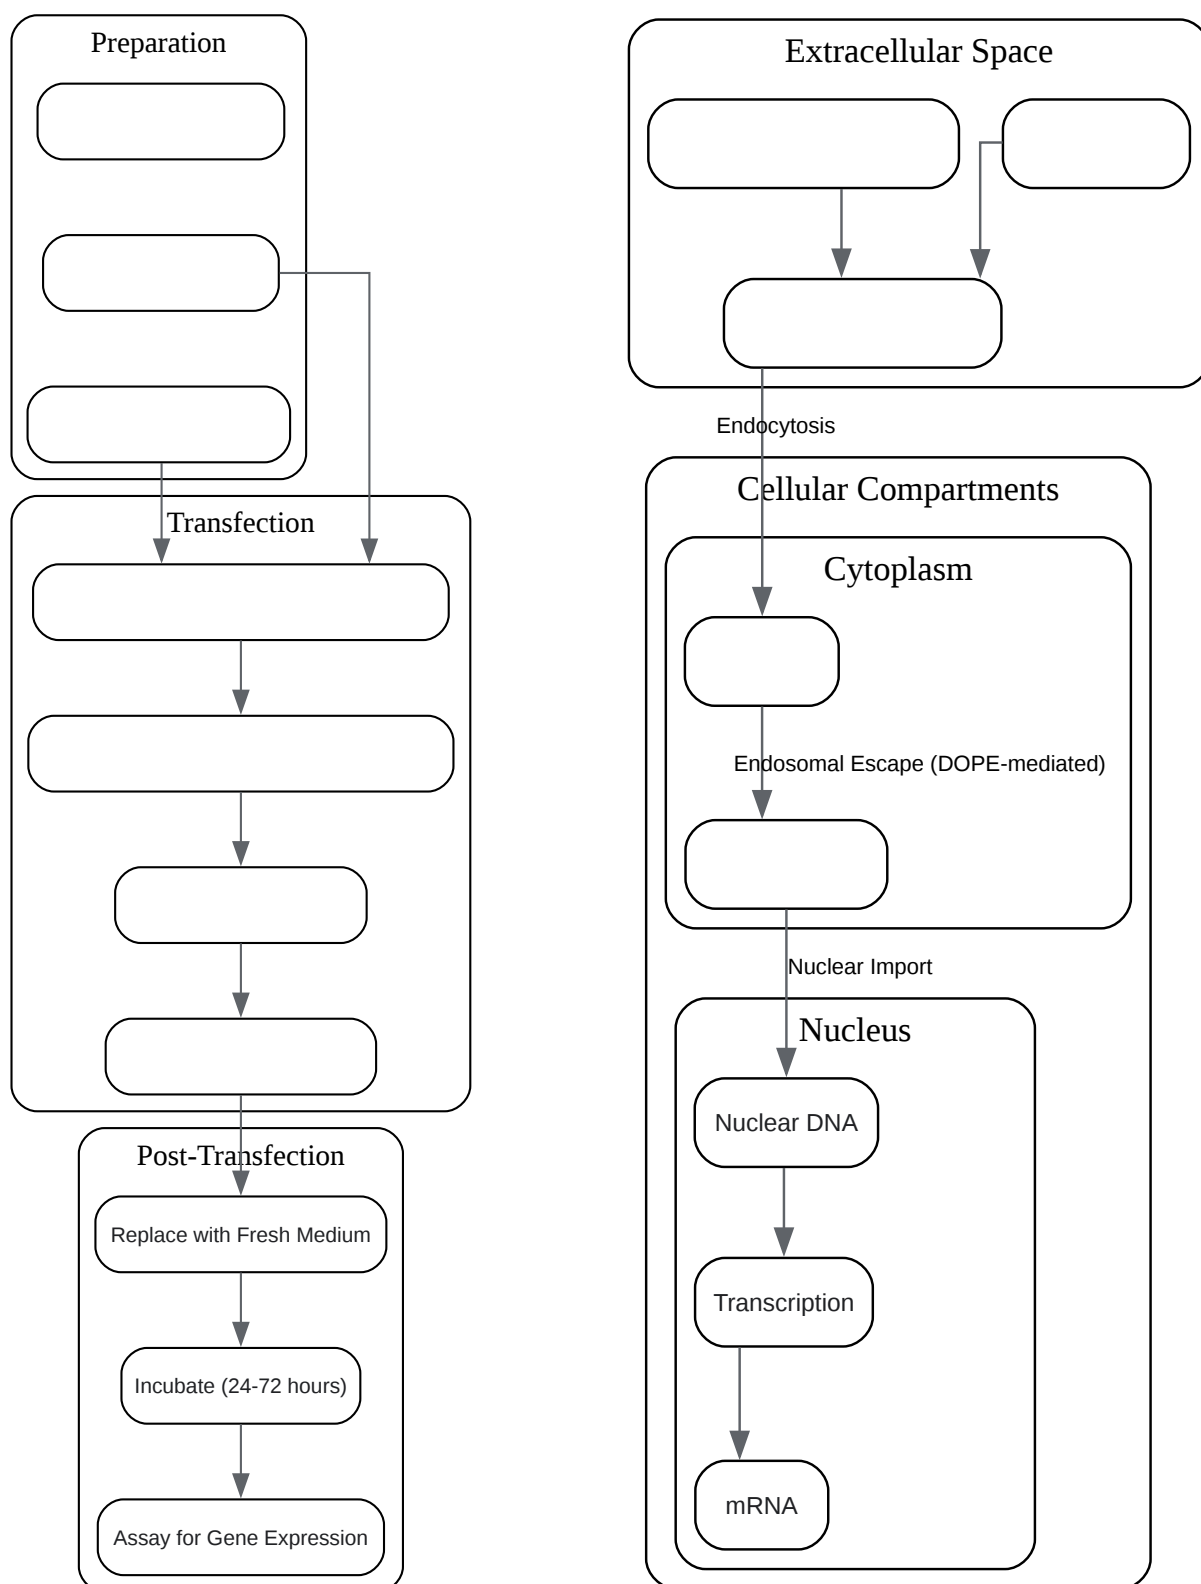 Preparation
Transfection
Post-Transfection
Replace with Fresh Medium
Incubate (24-72 hours)
Assay for Gene Expression
Extracellular Space
Endocytosis
Cellular Compartments
Cytoplasm
Endosomal Escape (DOPE-mediated)
Nuclear Import
Nucleus
Nuclear DNA
Transcription
mRNA